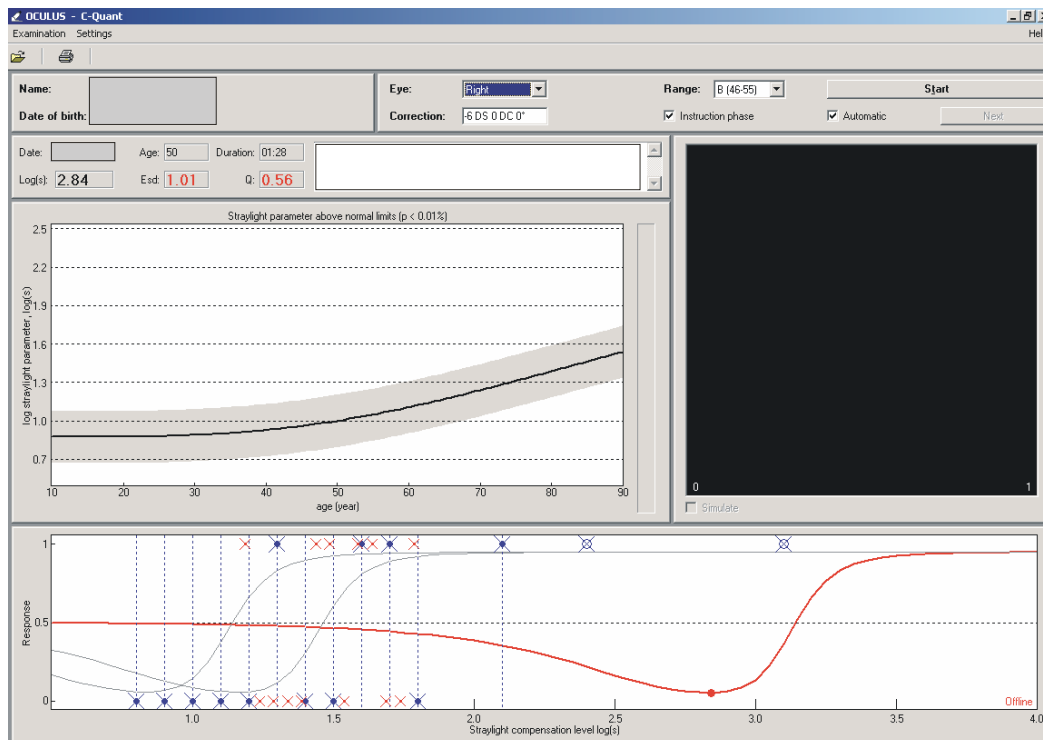 OCULUS - C-Quant
Examination Settings Hel
Name:
Date of birth:
Eye: Right
Correction: -6 DS 0 DC 0°
Range: B (46-55)
Instruction phase
Start
Automatic
Next
Date: Age: 50 Duration: 01:28
Log(s): 2.84 Esd: 1.01 Q: 0.56
Straylight parameter above normal limits (p < 0.01%)
log straylight parameter, log(s)
2.5
2.2
1.9
1.6
1.3
1.0
0.7
10 20 30 40 50 60 70 80 90
age (year)
0 1
Simulate
Response
1
0.5
0
Offline
1.0 1.5 2.0 2.5 3.0 3.5 4.0
Straylight compensation level log(s)